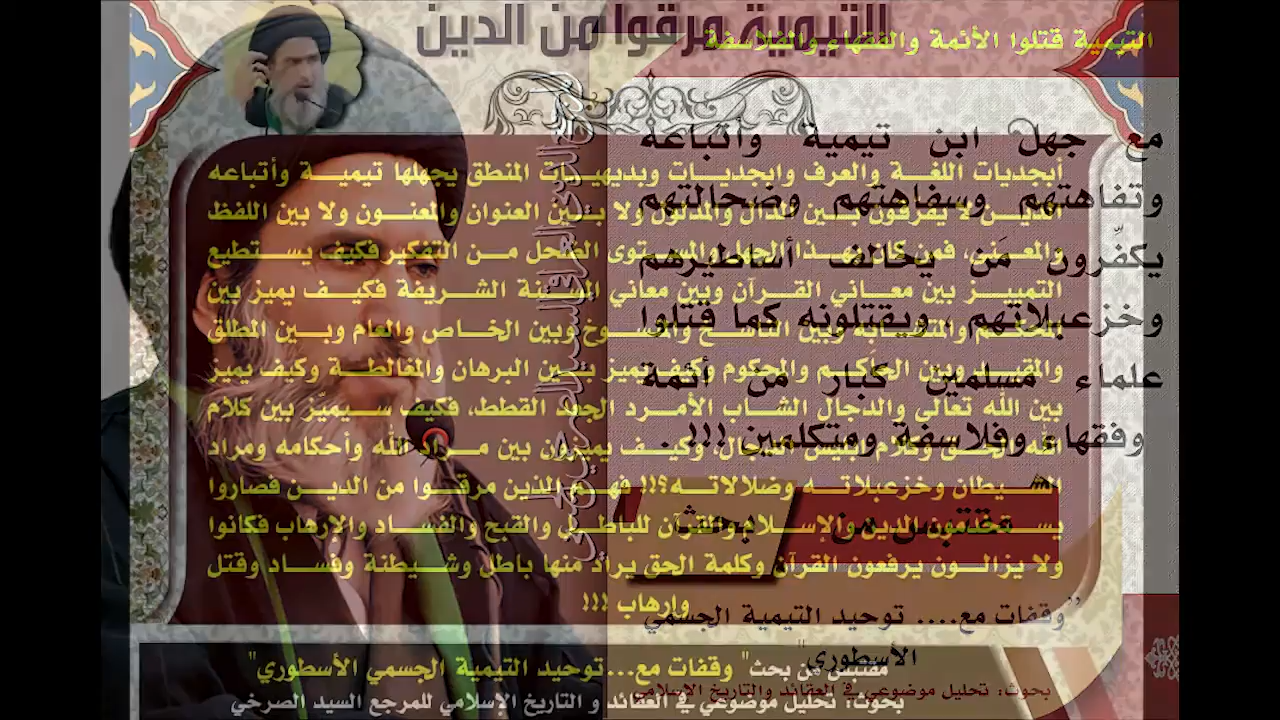 التيمية مرقوا من الدين
التيمية قتلوا الأئمة والفقهاء والفلاسفة
مع جهل ابن تيمية وأتباعه
وتفاهتهم وسفاهتهم وضحالتهم
يكفّرون مَن يخالف أساطيرهم
وخزعبلاتهم ويقتلونه كما قتلوا
علماء مسلمين كبار من أئمة
وفقهاء وفلاسفة ومتكلمين !!! .
مقتبس من بحث
"وقفات مع.... توحيد التيمية الجسمي
الأسطوري"
بحوث: تحليل موضوعي في العقائد والتاريخ الإسلامي
أبجديات اللغة والعرف وابجديات وبديهيات المنطق يجهلها تيمية وأتباعه
الذين لا يفرقون بين الدال والمدلول ولا بين العنوان والمعنون ولا بين اللفظ
والمعنى، فمن كان بهذا الجهل والمستوى الضحل من التفكير فكيف يستطيع
التمييز بين معاني القرآن وبين معاني السنة الشريفة فكيف يميز بين
المحكم والمتشابه وبين الناسخ والمنسوخ وبين الخاص والعام وبين المطلق
والمقيد وبين الحاكم والمحكوم وكيف يميز بين البرهان والمغالطة وكيف يميز
بين الله تعالى والدجال الشاب الأمرد الجعد القطط، فكيف سيميّز بين كلام
الله الحق وكلام إبليس الدجال، وكيف يميزون بين مراد الله وأحكامه ومراد
الشيطان وخزعبلاته وضلالاته؟!! فهم الذين مرقوا من الدين فصاروا
يستخدمون الدين والإسلام والقرآن للباطل والقبح والفساد والإرهاب فكانوا
ولا يزالون يرفعون القرآن وكلمة الحق يراد منها باطل وشيطنة وفساد وقتل
وإرهاب !!!
مقتبس من بحث" وقفات مع...توحيد التيمية الجسمي الأسطوري"
بحوث: تحليل موضوعي في العقائد و التاريخ الإسلامي للمرجع السيد الصرخي